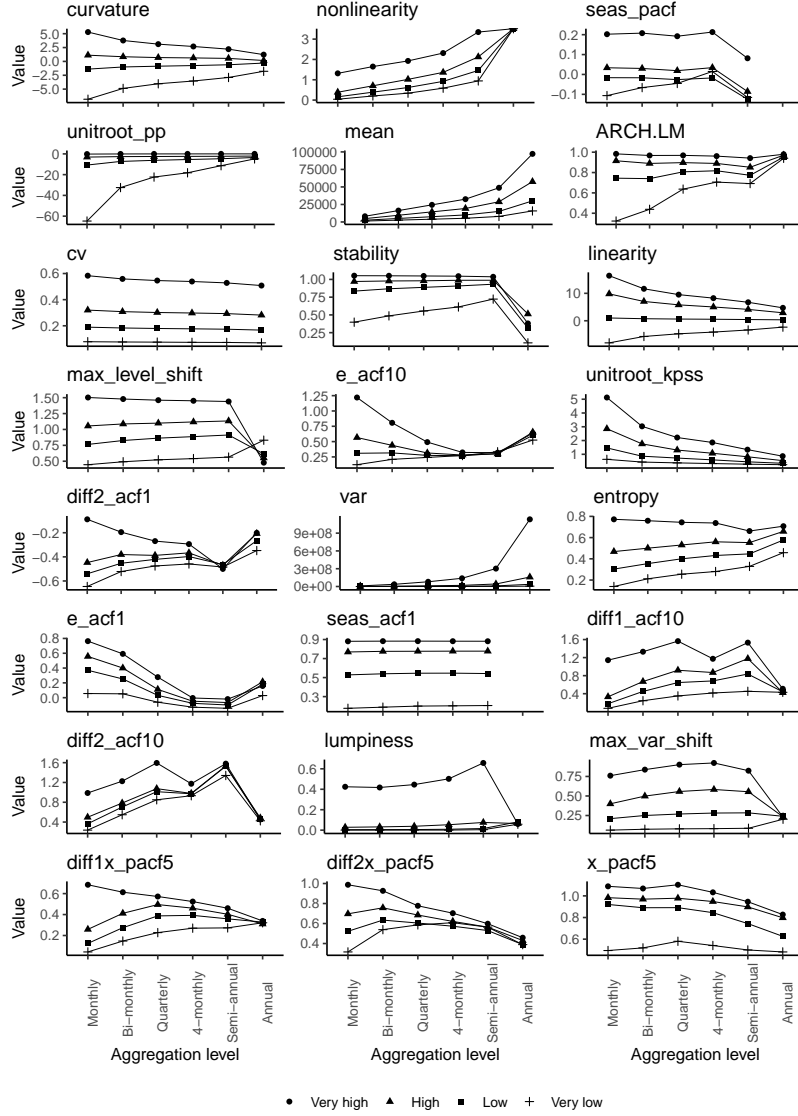 curvature
nonlinearity
seas_pacf
Value
5.0
2.5
0.0
−2.5
−5.0
3
2
1
0
0.2
0.1
0.0
−0.1
unitroot_pp
mean
ARCH.LM
Value
0
−20
−40
−60
100000
75000
50000
25000
0
1.0
0.8
0.6
0.4
cv
stability
linearity
Value
0.6
0.4
0.2
1.00
0.75
0.50
0.25
10
0
max_level_shift
e_acf10
unitroot_kpss
Value
1.50
1.25
1.00
0.75
0.50
1.25
1.00
0.75
0.50
0.25
5
4
3
2
1
diff2_acf1
var
entropy
Value
−0.2
−0.4
−0.6
9e+08
6e+08
3e+08
0e+00
0.8
0.6
0.4
0.2
e_acf1
seas_acf1
diff1_acf10
Value
0.8
0.6
0.4
0.2
0.0
0.9
0.7
0.5
0.3
1.6
1.2
0.8
0.4
diff2_acf10
lumpiness
max_var_shift
Value
1.6
1.2
0.8
0.4
0.6
0.4
0.2
0.0
0.75
0.50
0.25
diff1x_pacf5
diff2x_pacf5
x_pacf5
Value
0.6
0.4
0.2
1.0
0.8
0.6
0.4
1.0
0.8
0.6
Monthly
Bi−monthly
Quarterly
4−monthly
Semi−annual
Annual
Monthly
Bi−monthly
Quarterly
4−monthly
Semi−annual
Annual
Monthly
Bi−monthly
Quarterly
4−monthly
Semi−annual
Annual
Aggregation level
Aggregation level
Aggregation level
Very high
High
Low
Very low